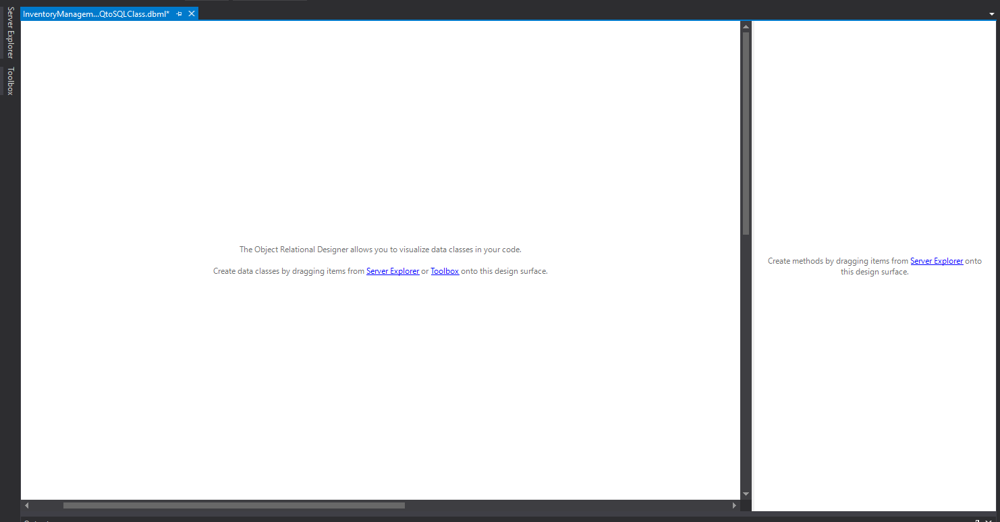 InventoryManagem...QtoSQLClass.dbml*
Server Explorer
Toolbox
The Object Relational Designer allows you to visualize data classes in your code.
Create data classes by dragging items from Server Explorer or Toolbox onto this design surface.
Create methods by dragging items from Server Explorer onto
this design surface.